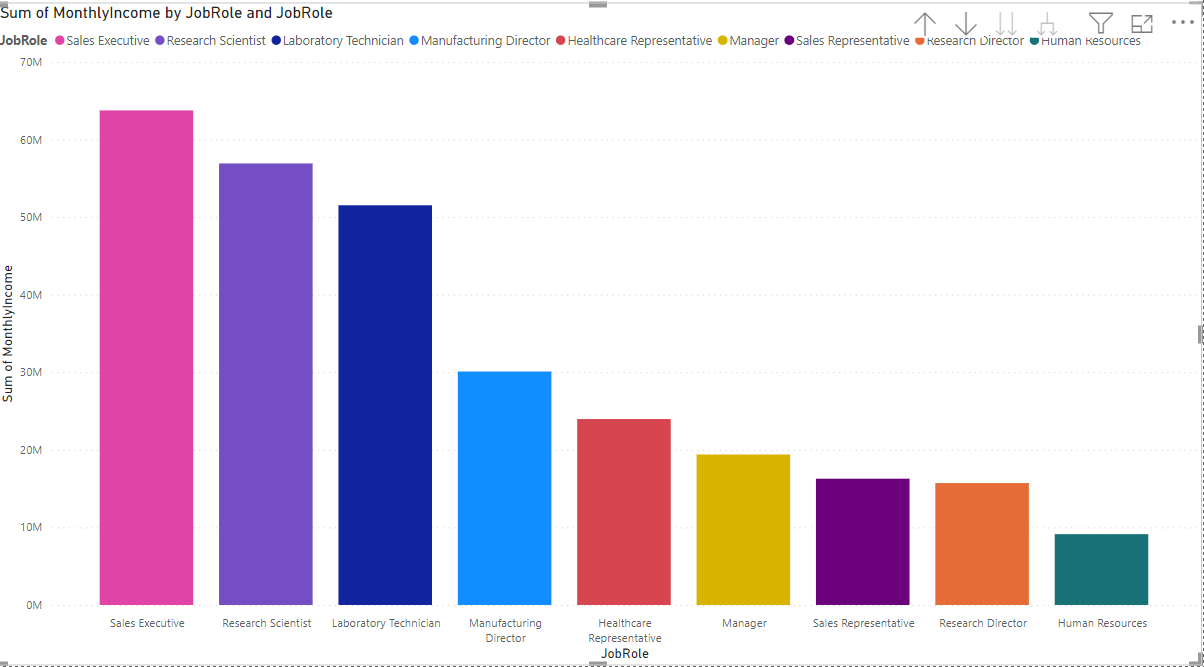 Sum of MonthlyIncome by JobRole and JobRole
JobRole Sales Executive Research Scientist Laboratory Technician Manufacturing Director Healthcare Representative Manager Sales Representative Research Director Human Resources
70M
60M
50M
40M
30M
20M
10M
0M
Sum of MonthlyIncome
Sales Executive
Research Scientist
Laboratory Technician
Manufacturing
Director
Healthcare
Representative
Manager
Sales Representative
Research Director
Human Resources
JobRole